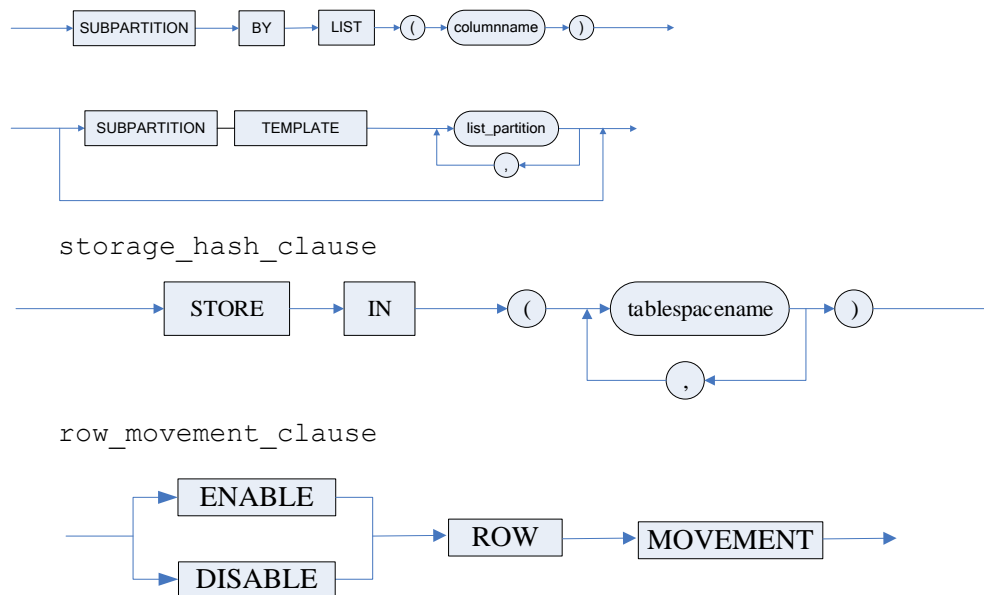 SUBPARTITION BY LIST ( columnname )
SUBPARTITION TEMPLATE list_partition
,
storage_hash_clause
STORE IN ( tablespacename )
,
row_movement_clause
ENABLE
ROW MOVEMENT
DISABLE